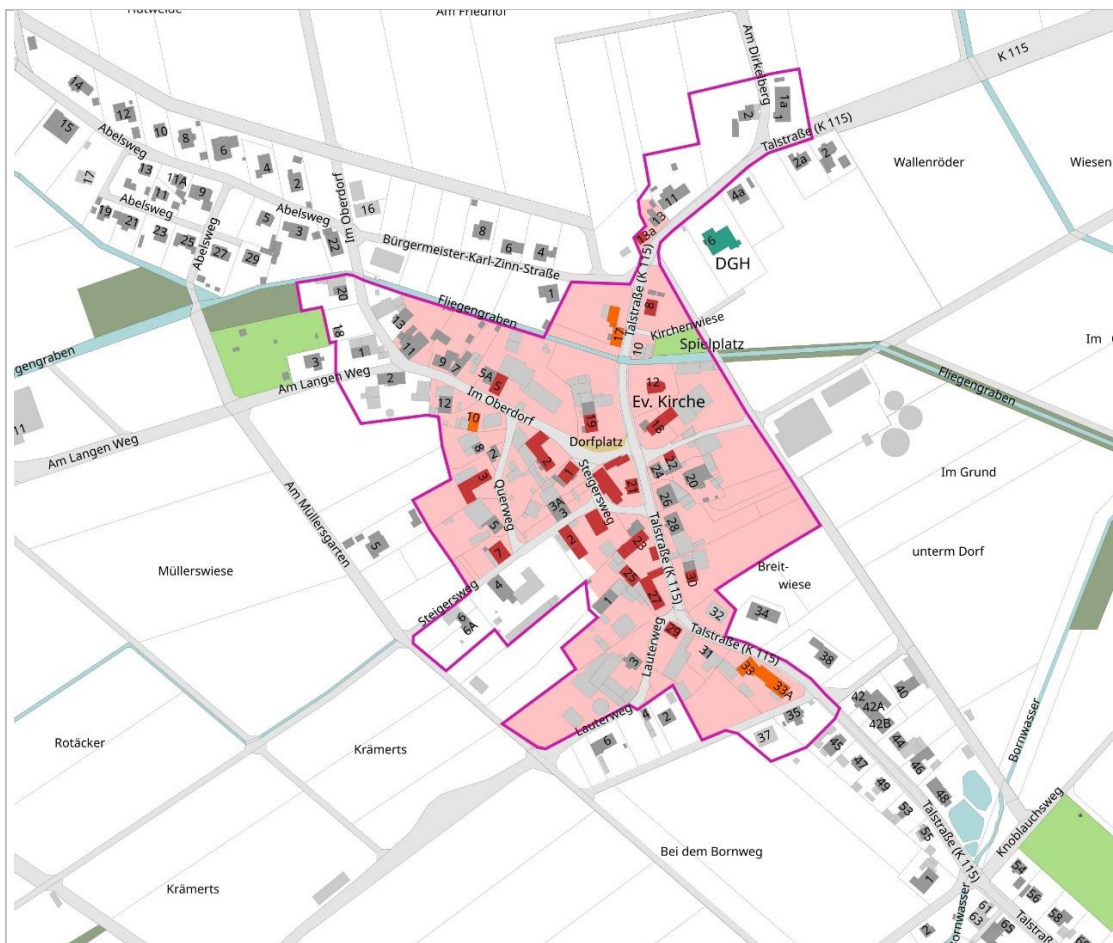 Am Friedhof
K 115
Am Dirkelberg
14
12
10
8
6
4
2
15
Abelsweg
17
13
11A
11
9
Abelsweg
19
21
23
25
27
29
5
3
22
Abelsweg
Abelsweg
Im Oberdorf
16
8
6
4
1
Bürgermeister-Karl-Zinn-Straße
2
1a
1
Talstraße (K 115)
2a
2
Wallenröder
Wiesen
11
13
13a
4a
6
DGH
Talstraße (K 115)
8
17
10
Kirchenwiese
Spielplatz
Fliegengraben
Fliegengraben
20
18
3
1
2
Am Langen Weg
Am Langen Weg
11
13
11
9
7
5A
5
Im Oberdorf
12
10
12
Ev. Kirche
19
18
Dorfplatz
8
2
3
Querweg
5
7
2
1
3A
3
2
Steigersweg
21
24
22
20
26
28
Talstraße (K 115)
23
25
27
30
Im Grund
unterm Dorf
Breit-
wiese
Am Müllersgarten
5
Müllerswiese
Steigersweg
4
6
6A
1
3
Lauterweg
29
31
32
34
Talstraße (K 115)
33
33A
38
35
37
Lauterweg
4
2
6
40
42
42A
42B
44
46
48
45
47
49
53
55
Talstraße (K 115)
Bornwasser
Knoblauchsweg
Rotäcker
Krämerts
Krämerts
Bei dem Bornweg
1
2
54
56
58
61
63
65